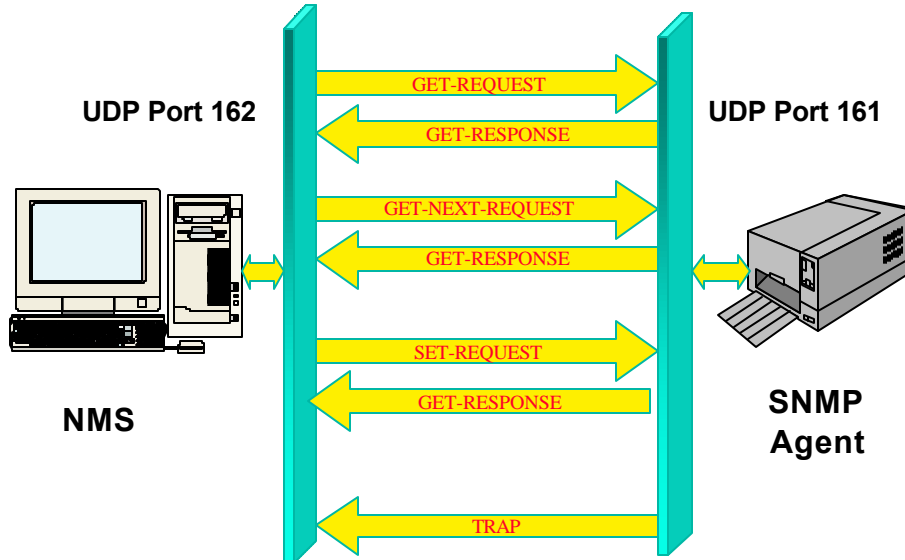 GET-REQUEST
UDP Port 162
UDP Port 161
GET-RESPONSE
GET-NEXT-REQUEST
GET-RESPONSE
SET-REQUEST
GET-RESPONSE
NMS
SNMP
Agent
TRAP